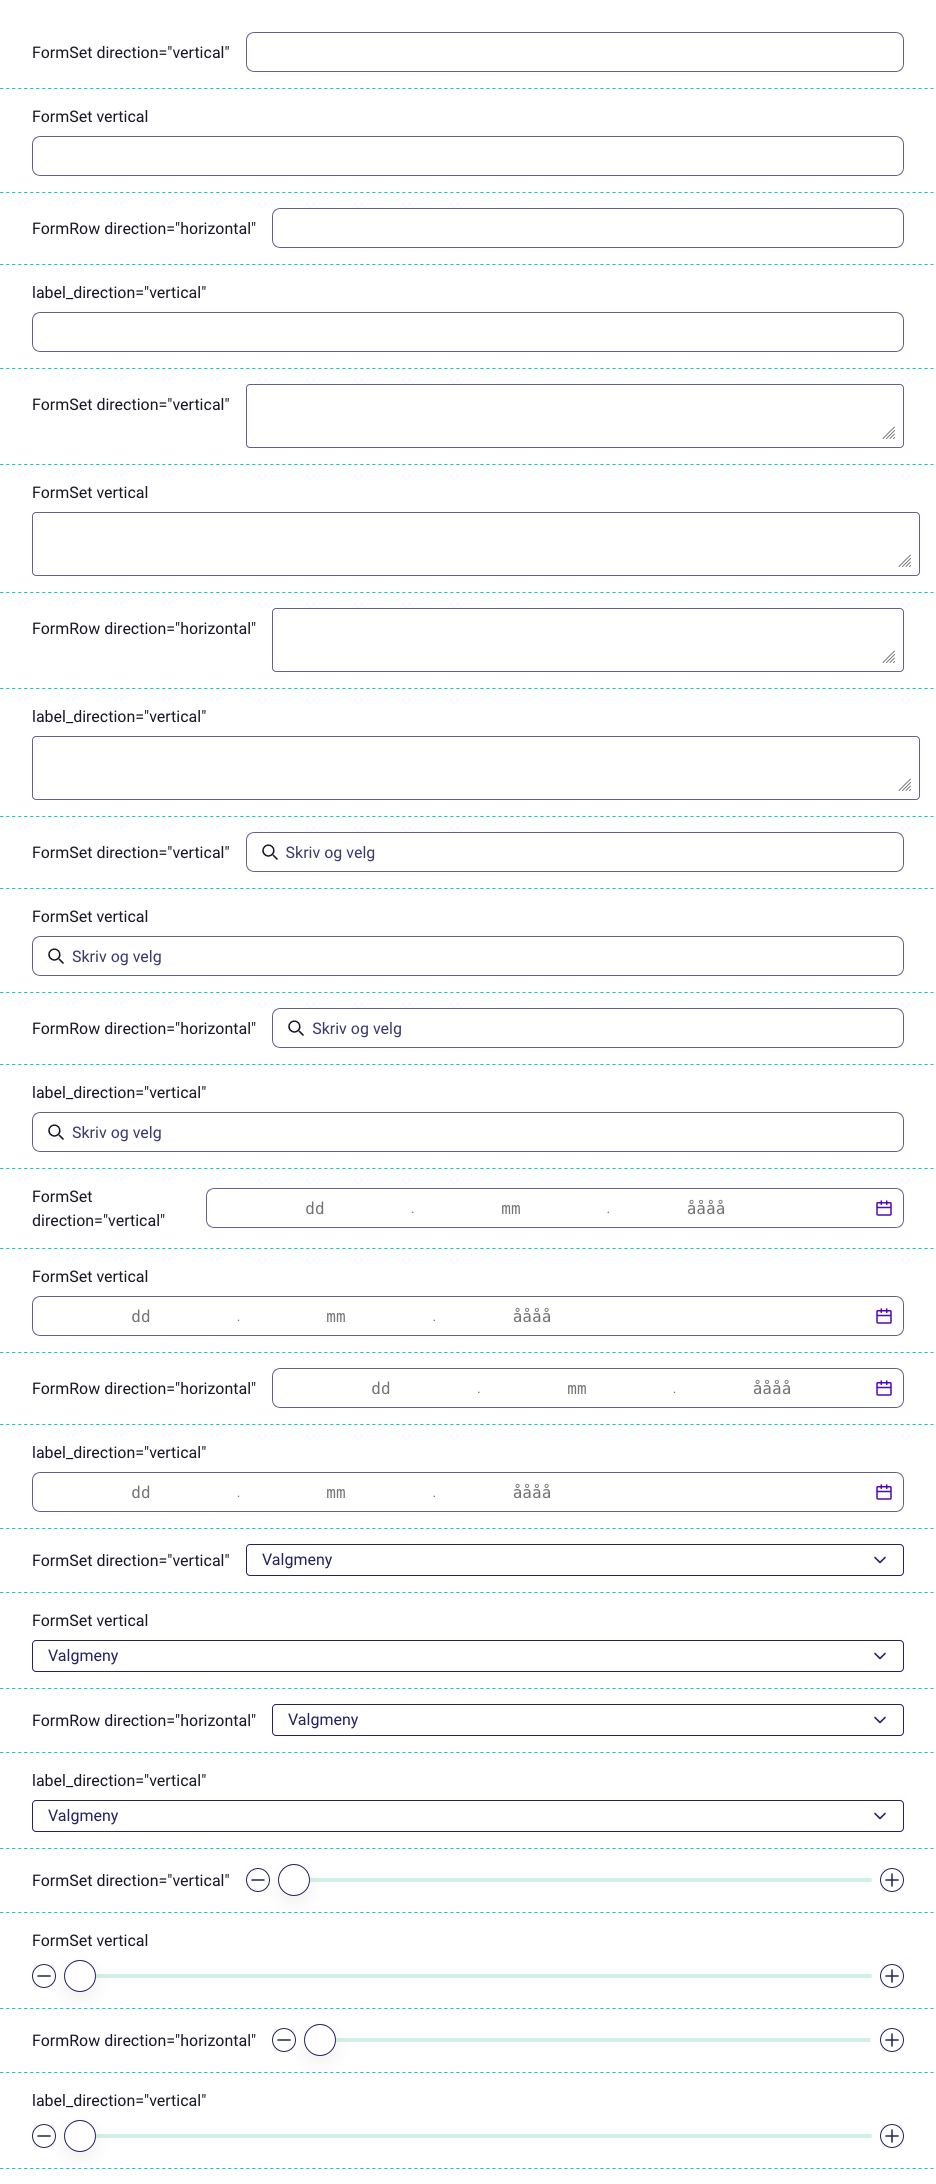 FormSet direction="vertical"
FormSet vertical
FormRow direction="horizontal"
label_direction="vertical"
FormSet direction="vertical"
FormSet vertical
FormRow direction="horizontal"
label_direction="vertical"
FormSet direction="vertical" Skriv og velg
FormSet vertical
Skriv og velg
FormRow direction="horizontal" Skriv og velg
label_direction="vertical"
Skriv og velg
FormSet
direction="vertical"
dd . mm . åååå
FormSet vertical
dd . mm . åååå
FormRow direction="horizontal" dd . mm . åååå
label_direction="vertical"
dd . mm . åååå
FormSet direction="vertical" Valgmeny
FormSet vertical
Valgmeny
FormRow direction="horizontal" Valgmeny
label_direction="vertical"
Valgmeny
FormSet direction="vertical"
FormSet vertical
FormRow direction="horizontal"
label_direction="vertical"